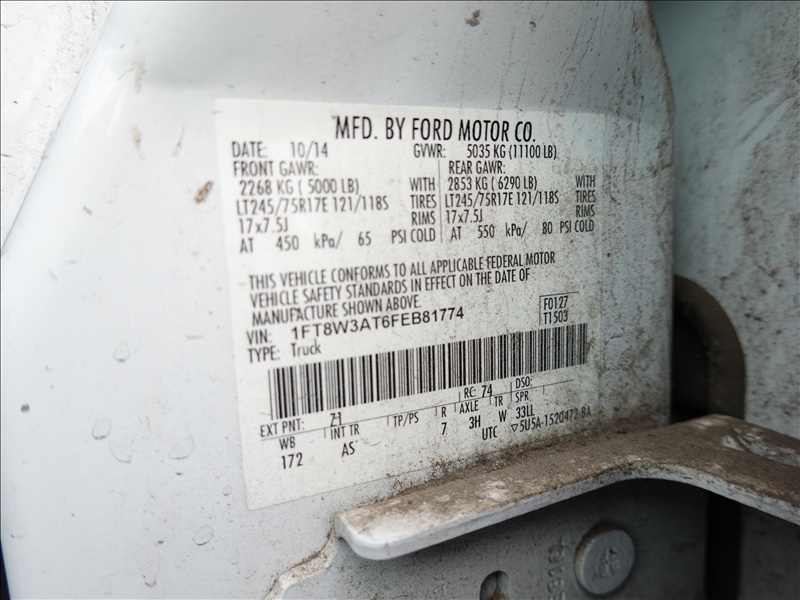 MFD. BY FORD MOTOR CO.
DATE: 10/14 GVWR: 5035 KG (11100 LB)
FRONT GAWR: REAR GAWR:
2268 KG ( 5000 LB) WITH 2853 KG ( 6290 LB) WITH
LT245/75R17E 121/118S TIRES LT245/75R17E 121/118S TIRES
17x7.5J RIMS 17x7.5J RIMS
AT 450 kPa/ 65 PSI COLD AT 550 kPa/ 80 PSI COLD
THIS VEHICLE CONFORMS TO ALL APPLICABLE FEDERAL MOTOR
VEHICLE SAFETY STANDARDS IN EFFECT ON THE DATE OF
MANUFACTURE SHOWN ABOVE.
VIN: 1FT8W3AT6FEB81774 F0127
TYPE: Truck T1503
EXT PNT: Z1 RC: 74 DSO:
WB INT TR TP/PS R AXLE TR SPR
172 AS 7 3H W 33LL
UTC ▽5U5A-1520472-BA